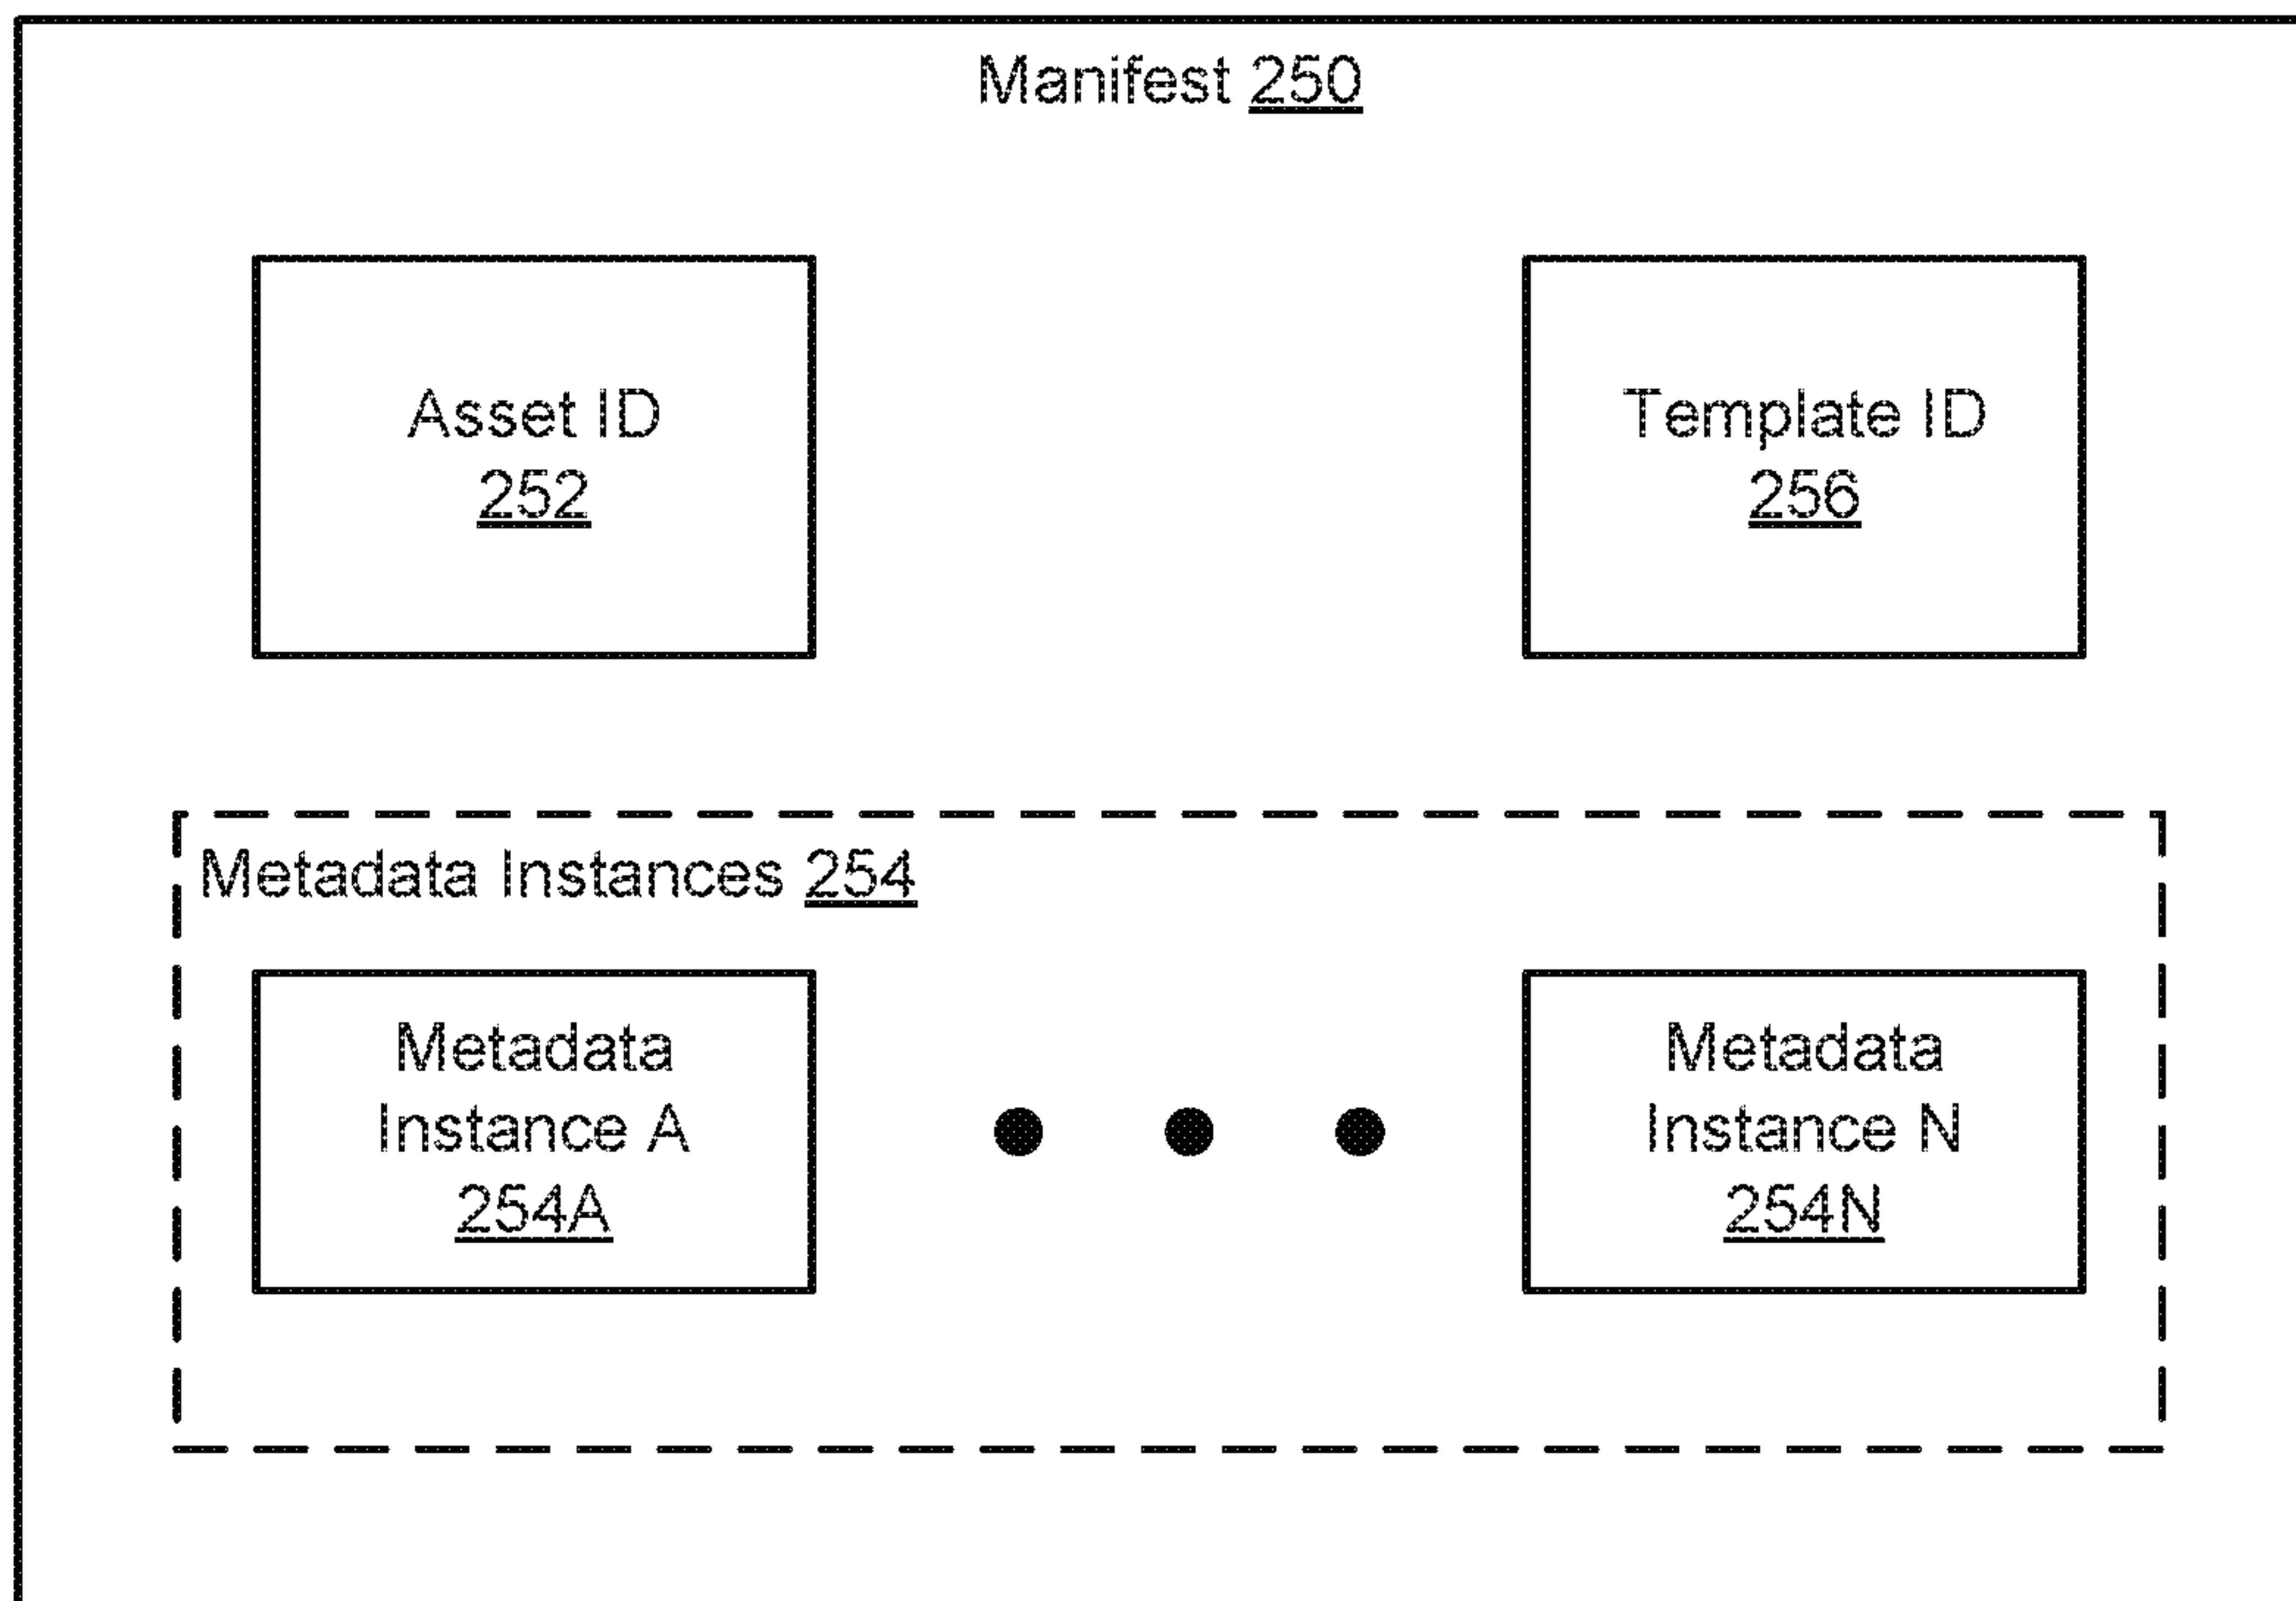 Manifest 250
Asset ID
252
Template ID
256
Metadata Instances 254
Metadata
Instance A
254A
Metadata
Instance N
254N